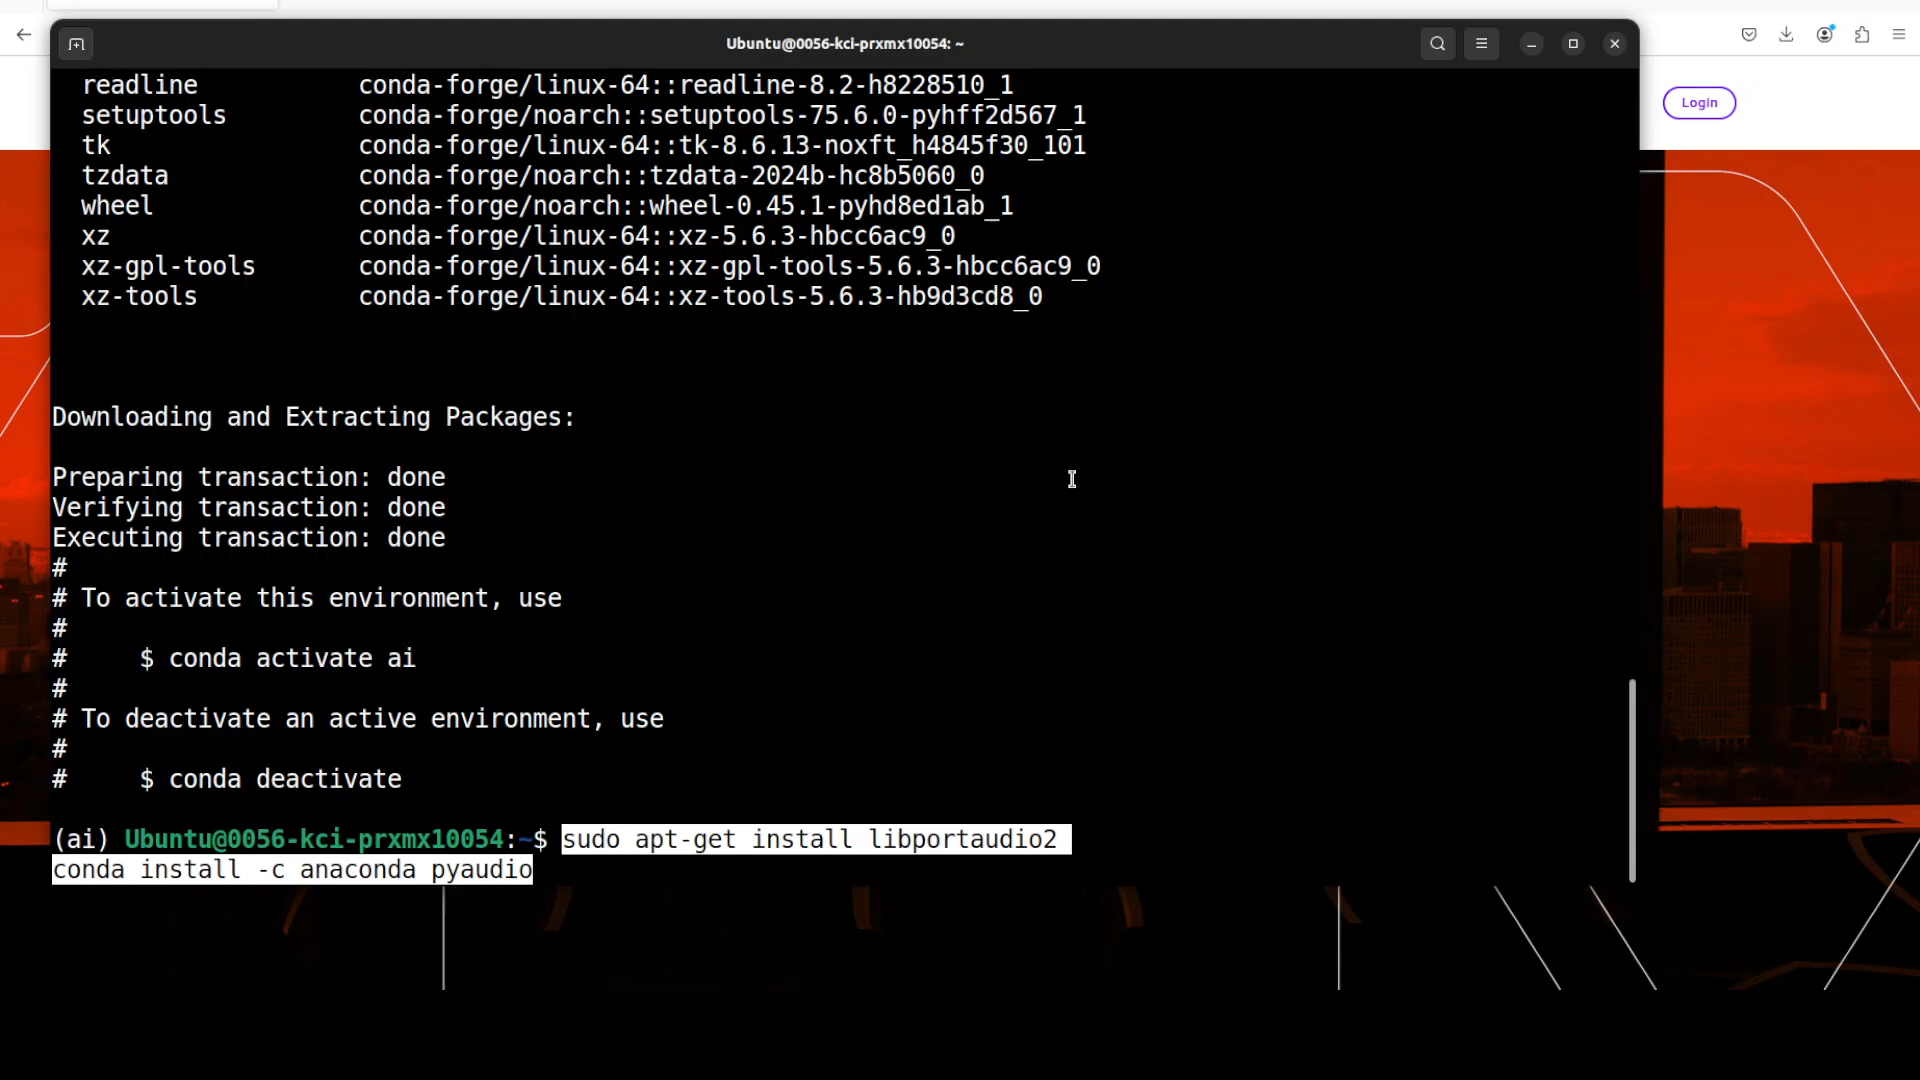 Ubuntu@0056-kci-prxmx10054: ~
Login
readline conda-forge/linux-64::readline-8.2-h8228510_1
setuptools conda-forge/noarch::setuptools-75.6.0-pyhff2d567_1
tk conda-forge/linux-64::tk-8.6.13-noxft_h4845f30_101
tzdata conda-forge/noarch::tzdata-2024b-hc8b5060_0
wheel conda-forge/noarch::wheel-0.45.1-pyhd8ed1ab_1
xz conda-forge/linux-64::xz-5.6.3-hbcc6ac9_0
xz-gpl-tools conda-forge/linux-64::xz-gpl-tools-5.6.3-hbcc6ac9_0
xz-tools conda-forge/linux-64::xz-tools-5.6.3-hb9d3cd8_0
Downloading and Extracting Packages:
Preparing transaction: done
Verifying transaction: done
Executing transaction: done
#
# To activate this environment, use
#
# $ conda activate ai
#
# To deactivate an active environment, use
#
# $ conda deactivate
(ai) Ubuntu@0056-kci-prxmx10054:~$ sudo apt-get install libportaudio2
conda install -c anaconda pyaudio